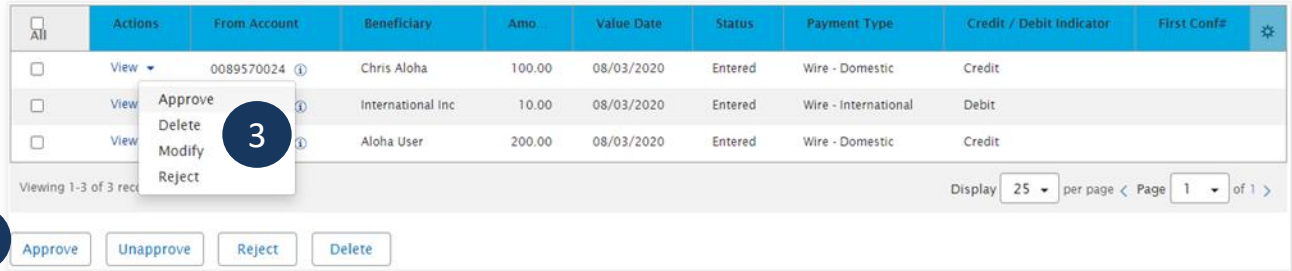 All Actions From Account Beneficiary Amo... Value Date Status Payment Type Credit / Debit Indicator First Conf#
View 0089570024 Chris Aloha 100.00 08/03/2020 Entered Wire - Domestic Credit
View International Inc 10.00 08/03/2020 Entered Wire - International Debit
View Aloha User 200.00 08/03/2020 Entered Wire - Domestic Credit
Approve
Delete
Modify
Reject
3
Viewing 1-3 of 3 rec
Display 25 per page < Page 1 of 1 >
Approve Unapprove Reject Delete